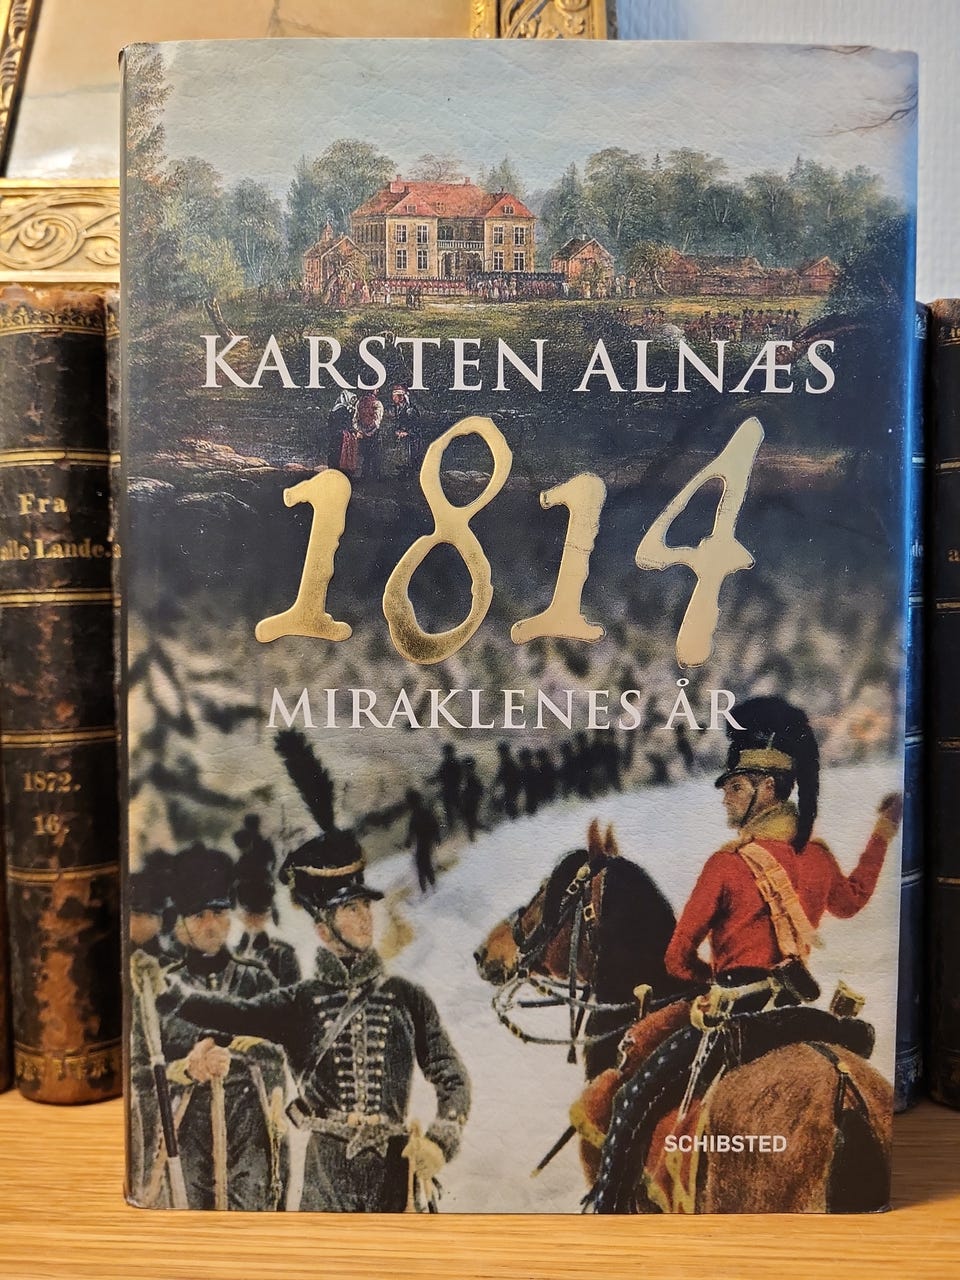 KARSTEN ALNÆS
1814
MIRAKLENES ÅR
SCHIBSTED
Fra
alle Lande.
1872.
16,